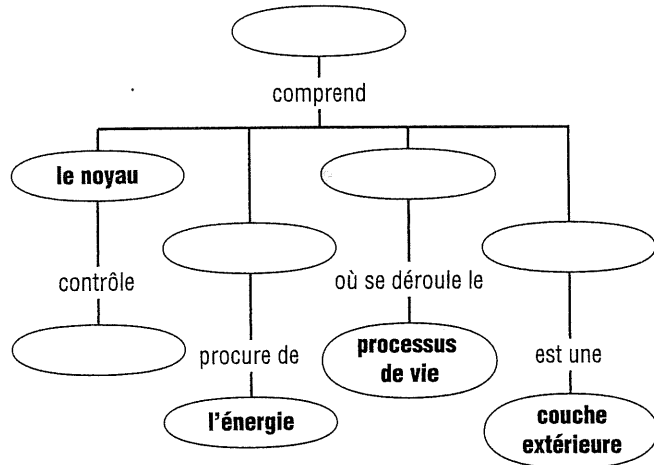 comprend
le noyau
contrôle
où se déroule le
procure de
processus
de vie
est une
l'énergie
couche
extérieure